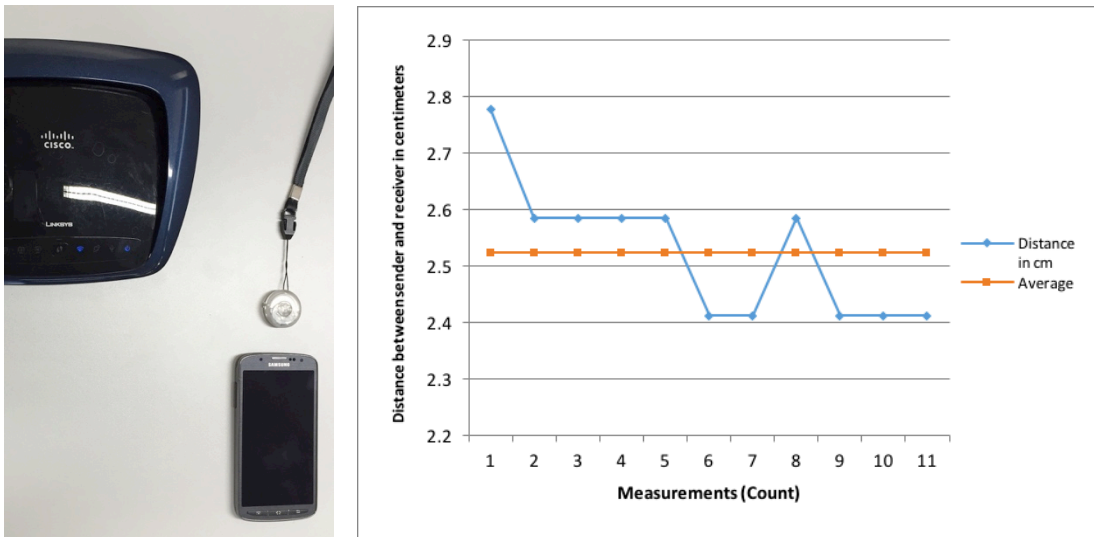 CISCO.
LINKSYS
SAMSUNG
Distance between sender and receiver in centimeters
2.9
2.8
2.7
2.6
2.5
2.4
2.3
2.2
1 2 3 4 5 6 7 8 9 10 11
Measurements (Count)
Distance
in cm
Average